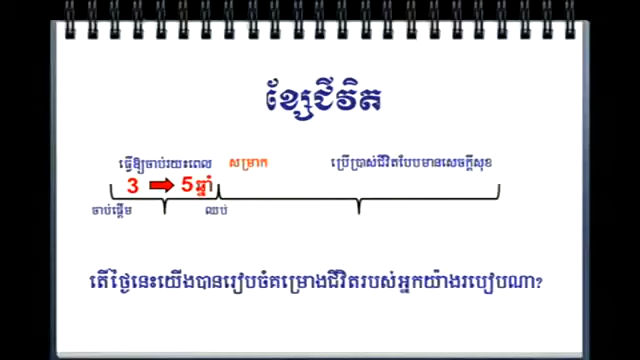 ខ្សែជីវិត
ធ្វើឱ្យចាប់រយះពេល សម្រាក ប្រើប្រាស់ជីវិតបែបមានសេចក្ដីសុខ
3 5 ឆ្នាំ
ចាប់ផ្ដើម ឈប់
តើថ្ងៃនេះយើងបានរៀបចំគម្រោងជីវិតរបស់អ្នកយ៉ាងរបៀបណា?